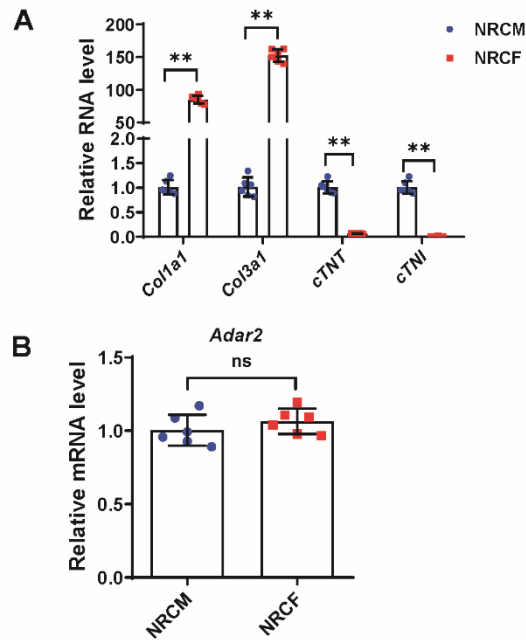 A
NRCM
NRCF
Relative RNA level
200
150
100
50
2.0
1.5
1.0
0.5
0.0
**
**
**
**
Col1a1
Col3a1
cTNT
cTNI
B
Adar2
ns
Relative mRNA level
1.5
1.0
0.5
0.0
NRCM
NRCF